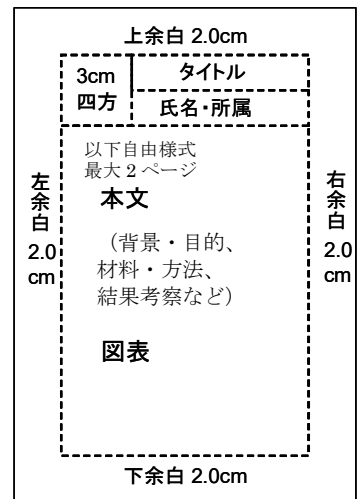 上余白 2.0cm
3cm
四方
タイトル
氏名・所属
以下自由様式
最大 2 ページ
本文
(背景・目的、
材料・方法、
結果考察など)
図表
左余白
2.0
cm
右余白
2.0
cm
下余白 2.0cm